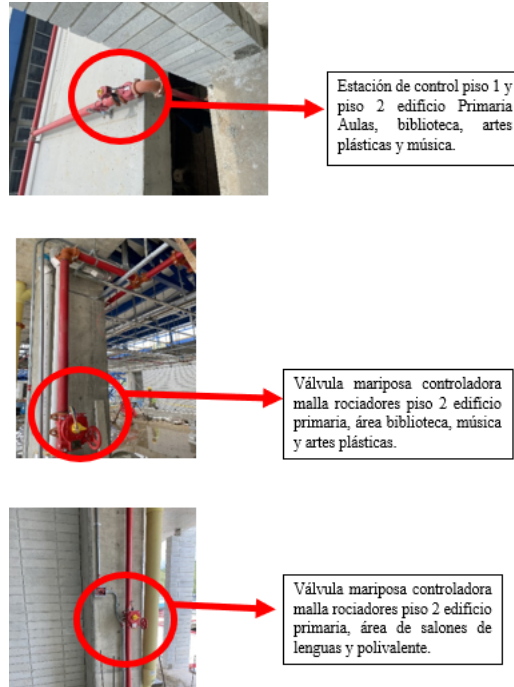 Estación de control piso 1 y
piso 2 edificio Primaria
Aulas, biblioteca, artes
plásticas y música.
Válvula mariposa controladora
malla rociadores piso 2 edificio
primaria, área biblioteca, música
y artes plásticas.
Válvula mariposa controladora
malla rociadores piso 2 edificio
primaria, área de salones de
lenguas y polivalente.